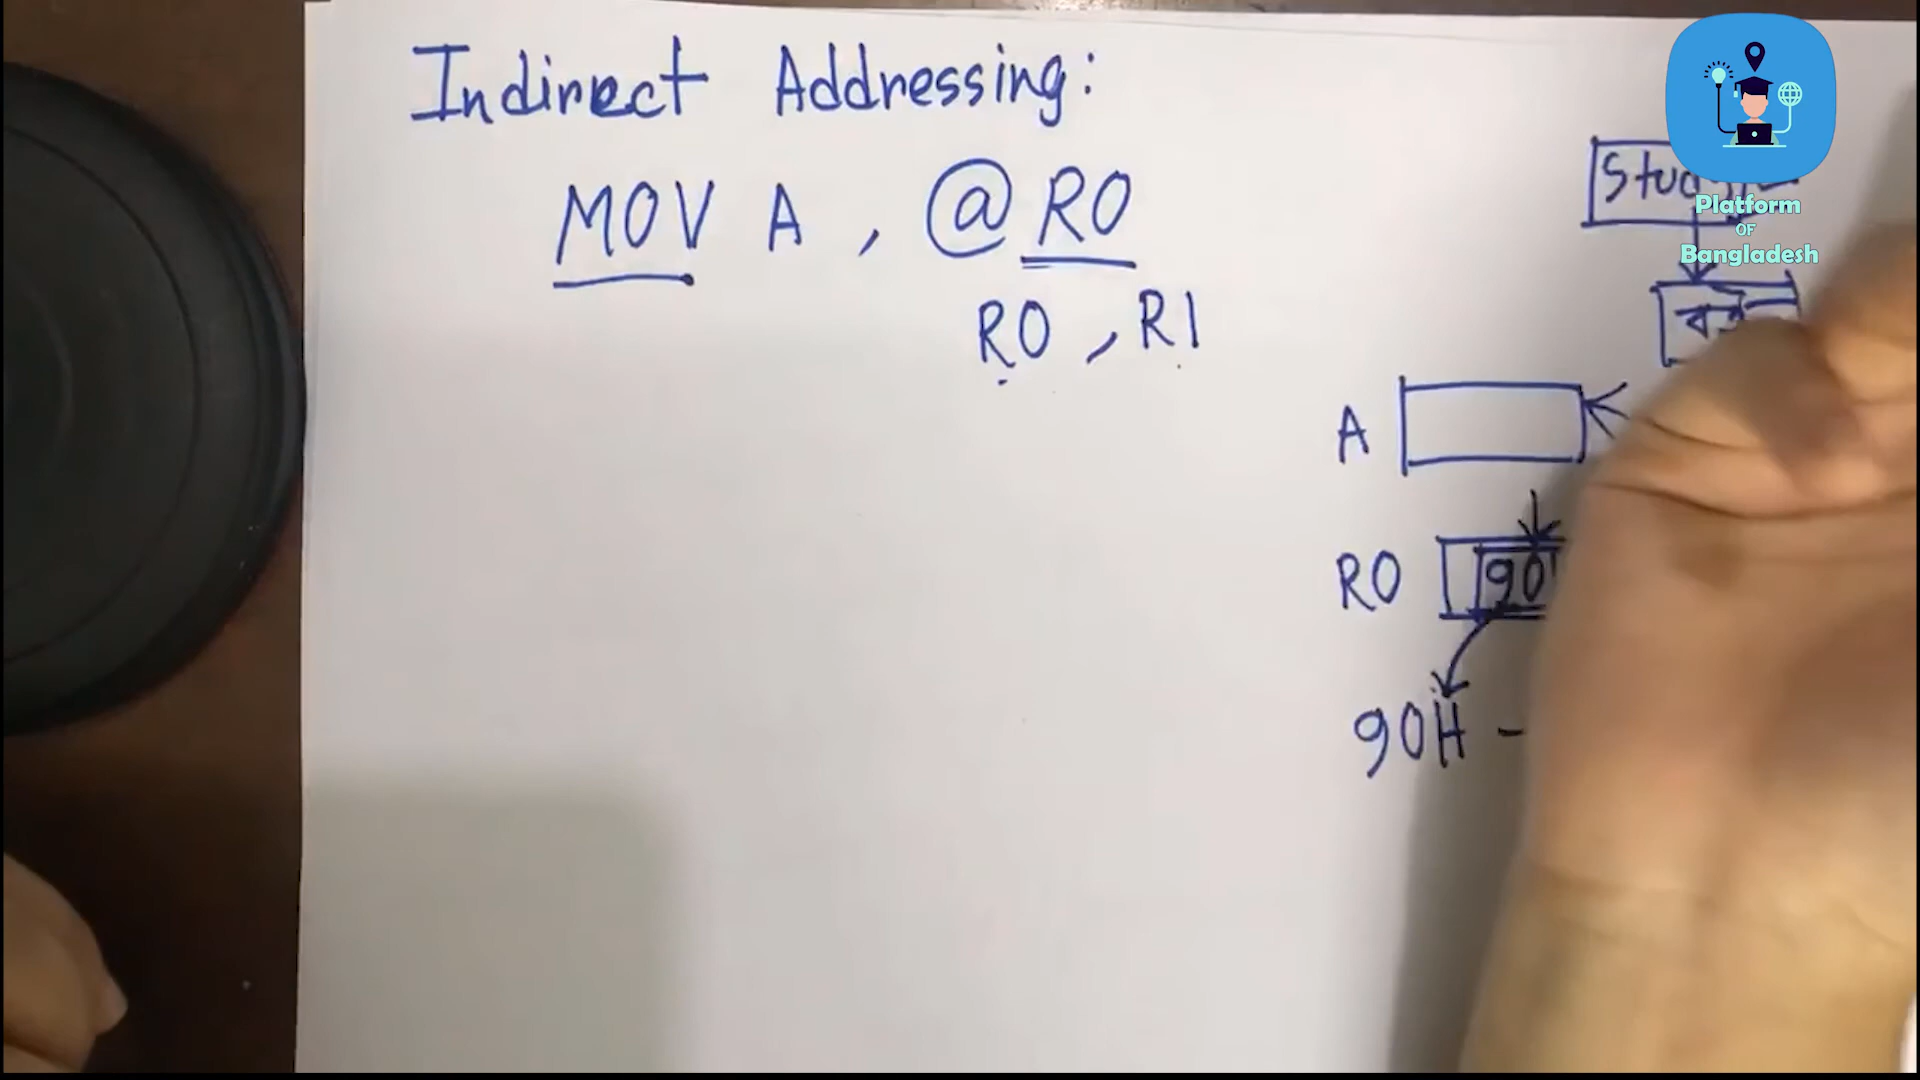 Indirect Addressing:
MOV A , @ R0
R0 , R1
Platform
OF
Bangladesh
A
R0 90
90H -